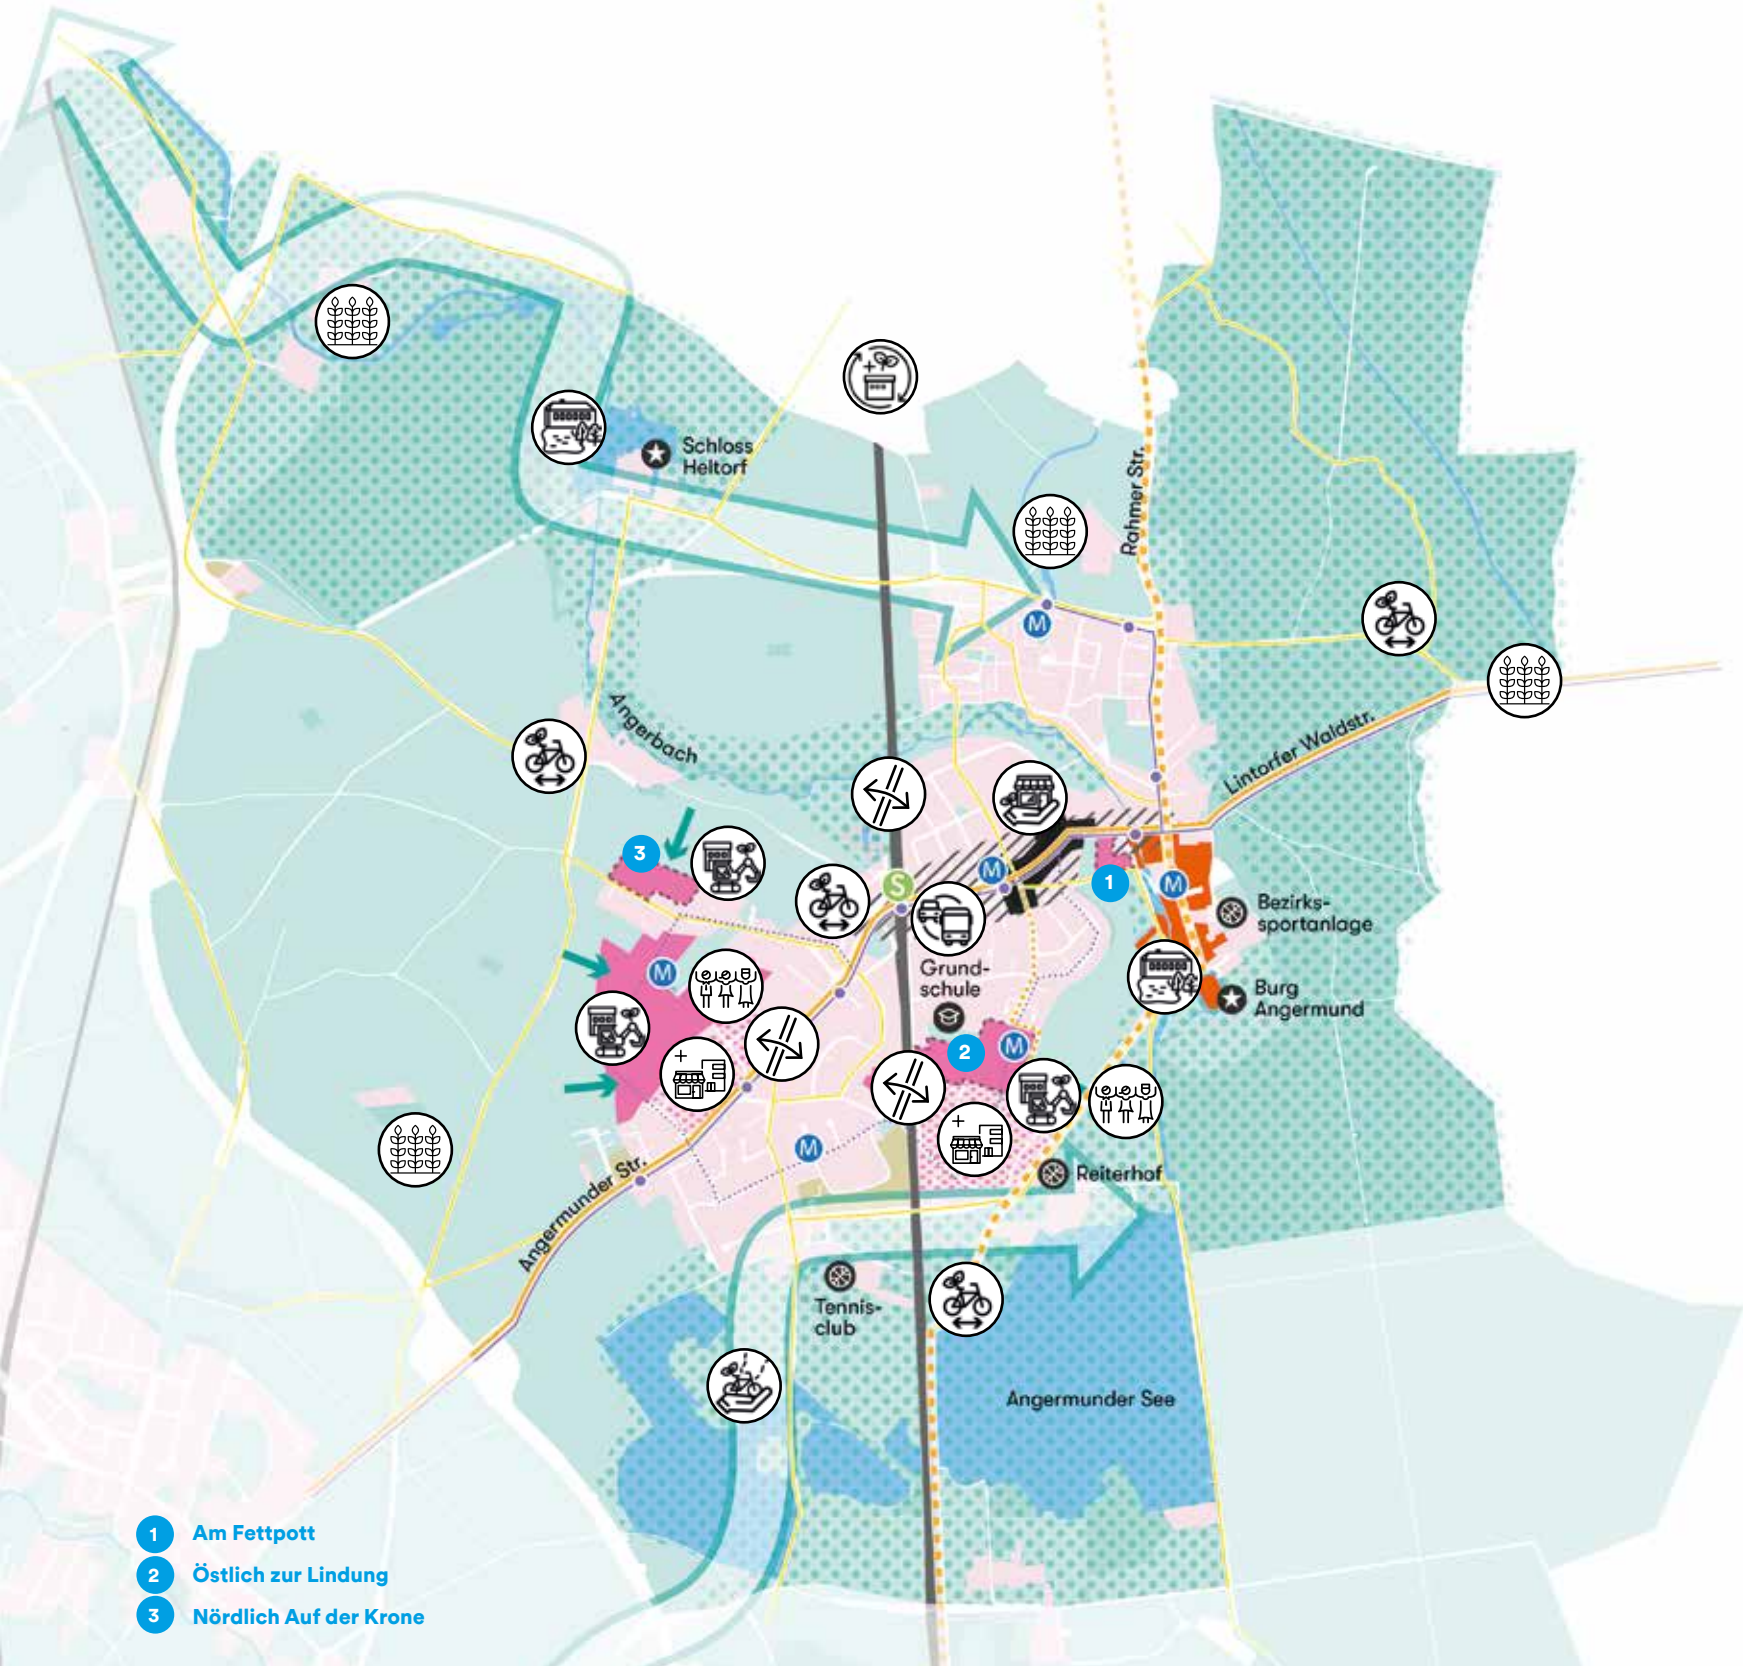 Schloss
Heltorf
Rahmer Str.
M
Angerbach
Lintorfer Waldstr.
3
S
M
1
M
Bezirks-
sportanlage
M
Grund-
schule
Burg
Angermund
2
M
M
Reiterhof
Angermunder Str.
Tennis-
club
Angermunder See
1 Am Fettpott
2 Östlich zur Lindung
3 Nördlich Auf der Krone